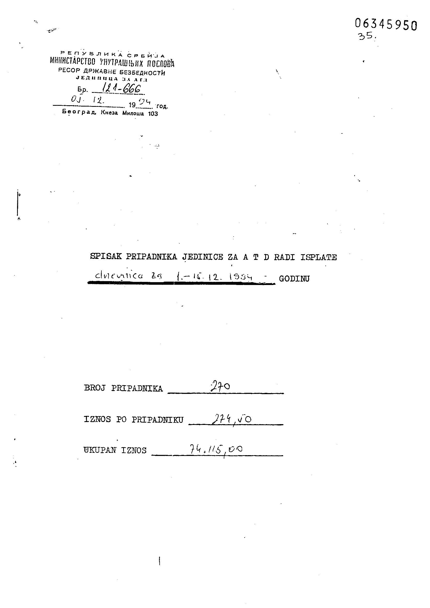 06345950
35.
РЕПУБЛИКА СРБИЈА
МИНИСТАРСТВО УНУТРАШЊИХ ПОСЛОВА
РЕСОР ДРЖАВНЕ БЕЗБЕДНОСТИ
ЈЕДИНИЦА ЗА АТД
Бр. 121-666
01. 12. 1994 год.
Београд, Кнеза Милоша 103
SPISAK PRIPADNIKA JEDINICE ZA A T D RADI ISPLATE
dnevnica za 1.-15.12. 1994 - GODINU
BROJ PRIPADNIKA 270
IZNOS PO PRIPADNIKU 274,50
UKUPAN IZNOS 74.115,00